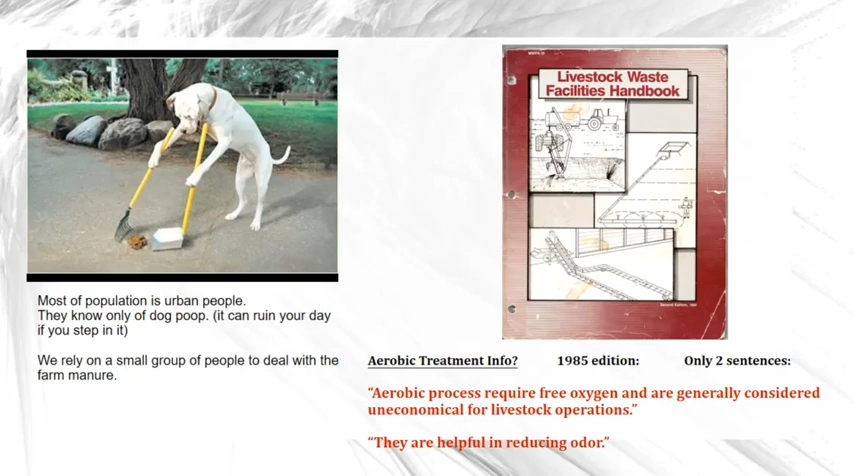 Most of population is urban people.
They know only of dog poop. (it can ruin your day
if you step in it)
We rely on a small group of people to deal with the
farm manure.
MWPS-18
Livestock Waste
Facilities Handbook
Second Edition, 1985
Aerobic Treatment Info? 1985 edition: Only 2 sentences:
“Aerobic process require free oxygen and are generally considered
uneconomical for livestock operations.”
“They are helpful in reducing odor.”